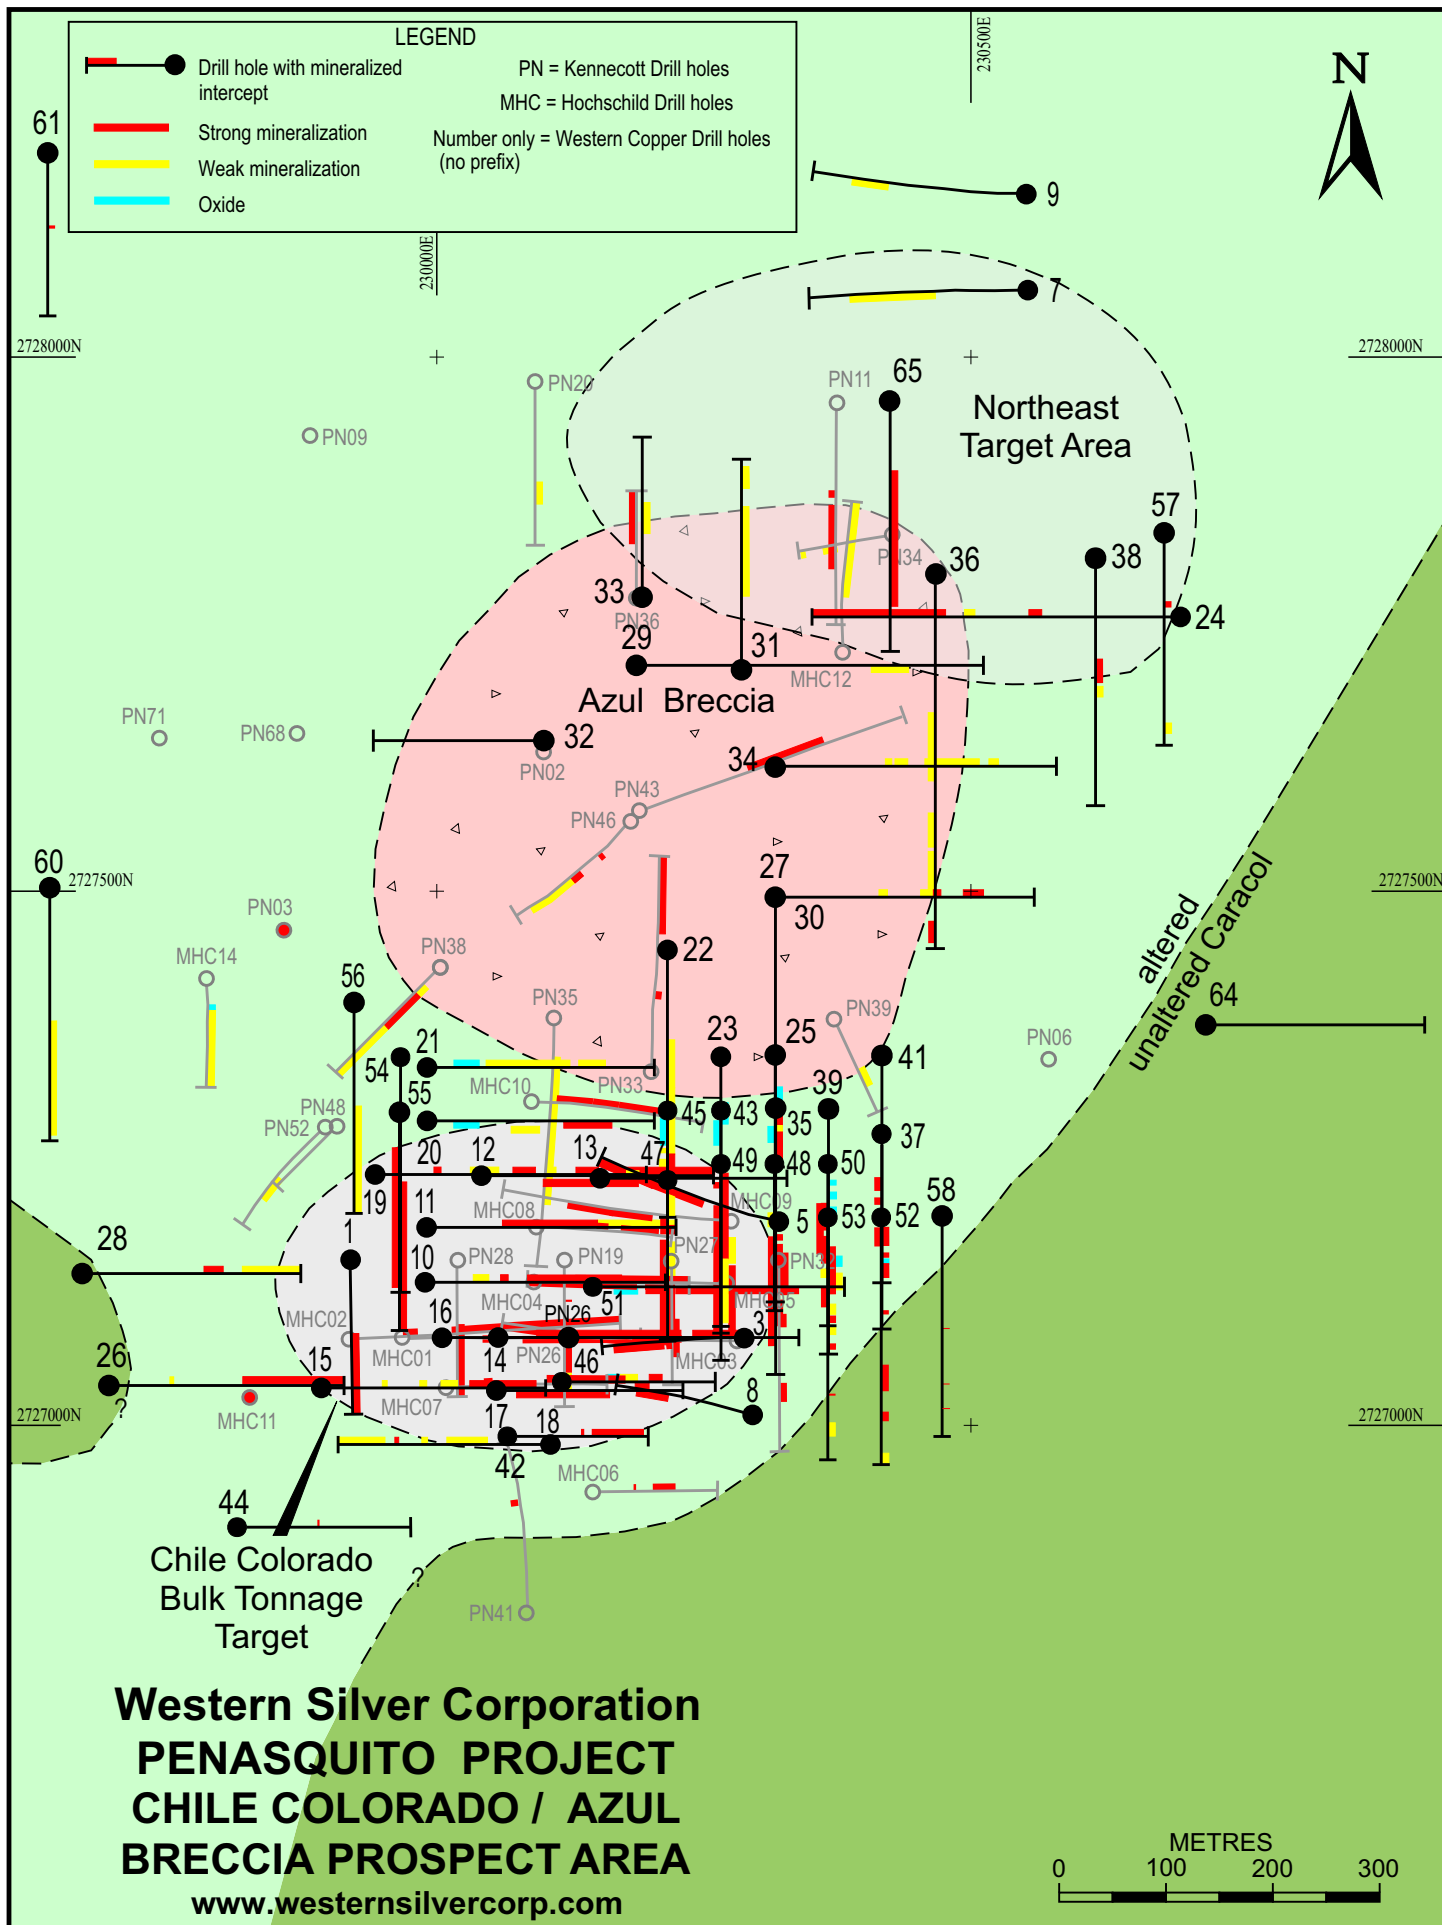 LEGEND
Drill hole with mineralized
intercept
Strong mineralization
Weak mineralization
Oxide
PN = Kennecott Drill holes
MHC = Hochschild Drill holes
Number only = Western Copper Drill holes
(no prefix)
230500E
N
61
9
230000E
7
2728000N
2728000N
PN20
PN11
65
Northeast
Target Area
PN09
57
PN34
36
38
33
PN36
24
29
31
MHC12
Azul Breccia
PN71
PN68
32
PN02
34
PN43
PN46
60
2727500N
27
2727500N
30
PN03
altered
unaltered Caracol
MHC14
PN38
22
56
PN35
PN39
64
PN06
54
21
23
25
41
MHC10
PN33
39
55
45
43
35
37
PN48
PN52
20
12
13
47
49
48
50
19
11
MHC08
MHC09
5
53
52
58
1
28
10
PN28
PN19
PN27
PN32
MHC04
51
MHC05
MHC02
16
PN26
3
MHC01
14
PN26
46
MHC03
26
15
MHC07
8
?
MHC11
2727000N
2727000N
17
18
42
MHC06
44
Chile Colorado
Bulk Tonnage
Target
?
PN41
Western Silver Corporation
PENASQUITO PROJECT
CHILE COLORADO / AZUL
BRECCIA PROSPECT AREA
www.westernsilvercorp.com
METRES
0 100 200 300